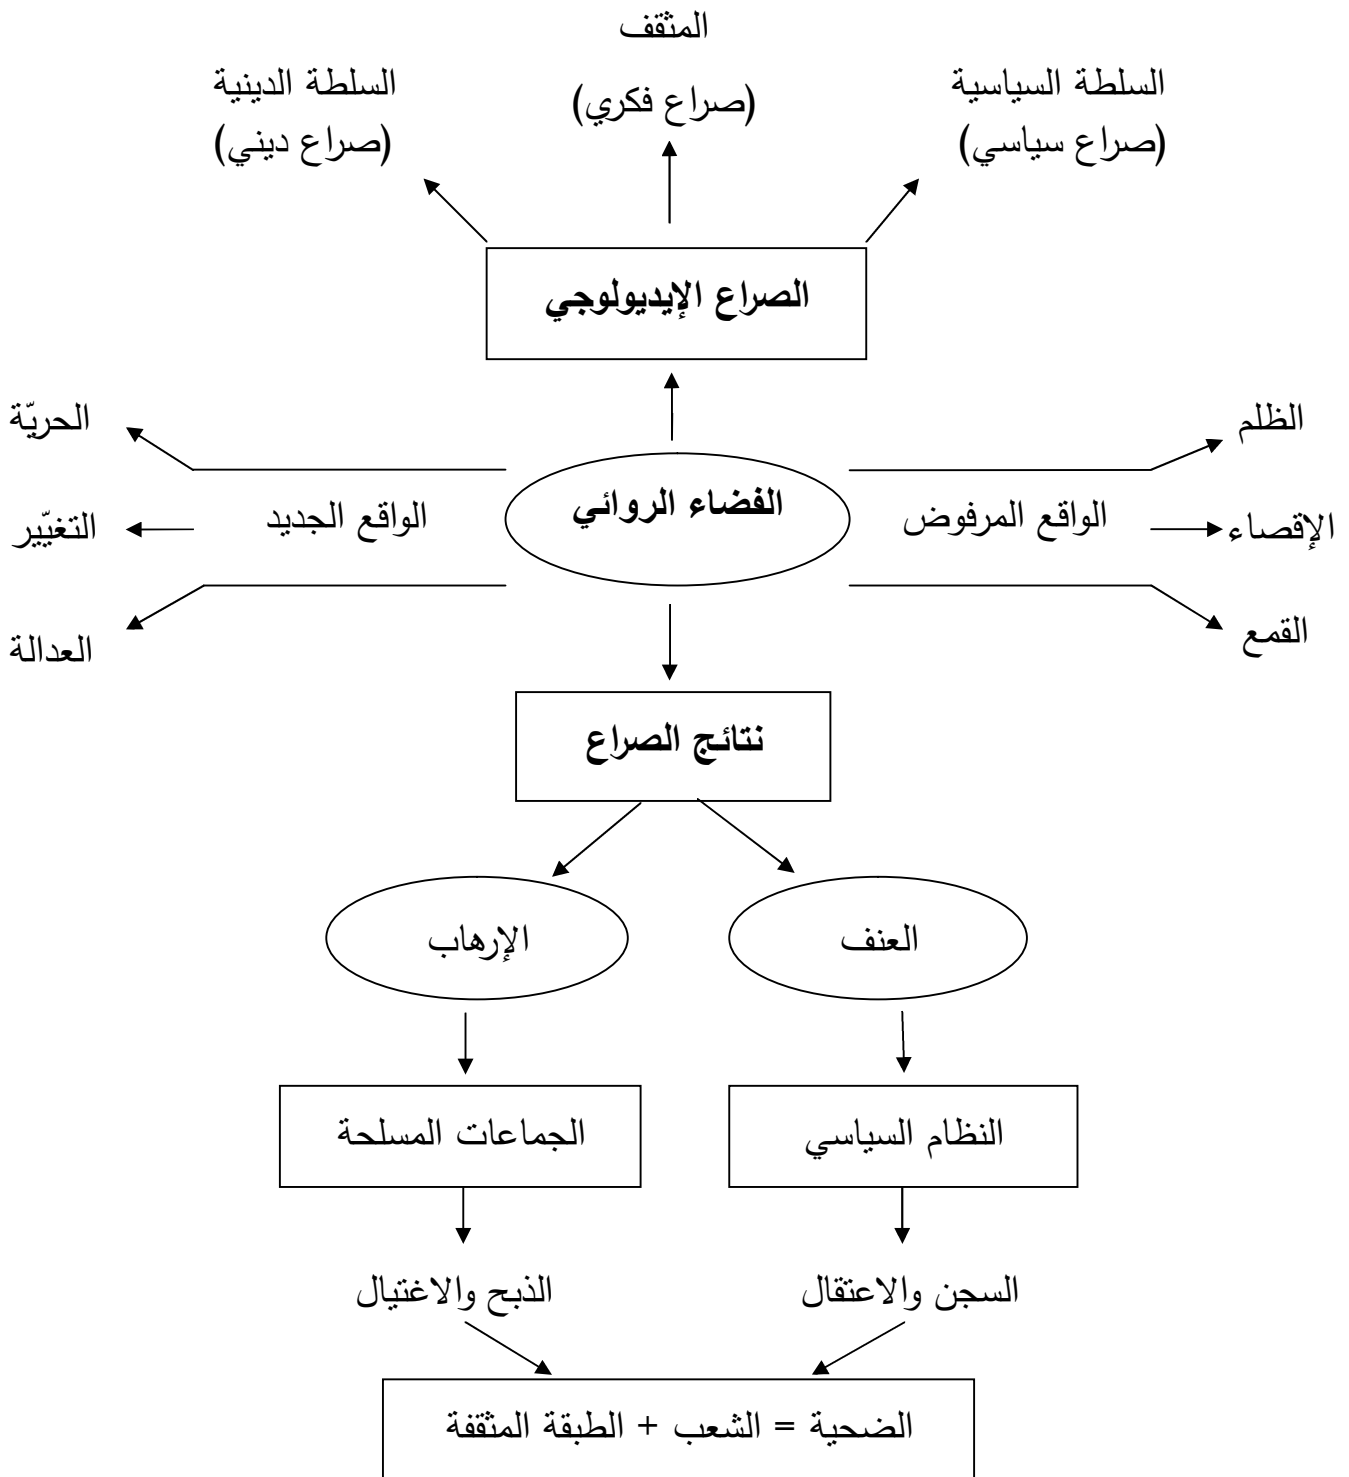 المثقف
(صراع فكري)
السلطة السياسية
(صراع سياسي)
السلطة الدينية
(صراع ديني)
الصراع الإيديولوجي
الظلم
الحريّة
الفضاء الروائي
الواقع المرفوض
الإقصاء
الواقع الجديد
التغيّير
القمع
العدالة
نتائج الصراع
العنف
الإرهاب
النظام السياسي
الجماعات المسلحة
السجن والاعتقال
الذبح والاغتيال
الضحية = الشعب + الطبقة المثقفة